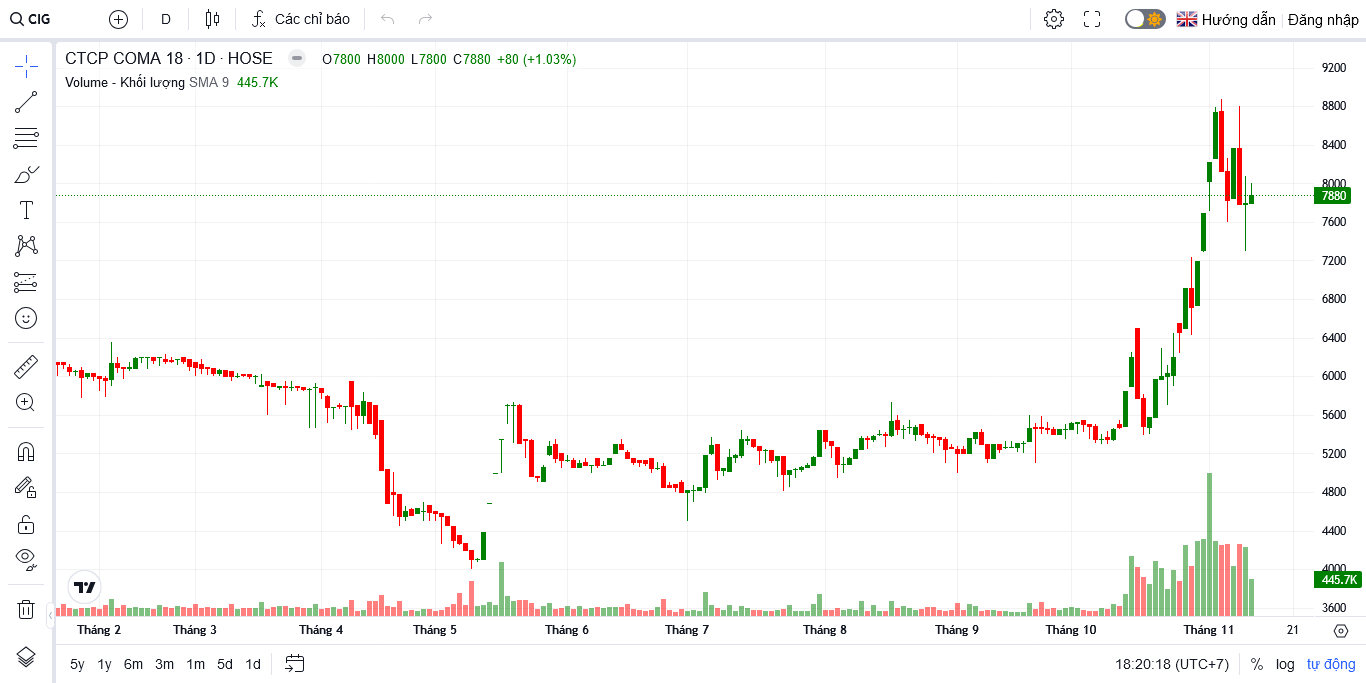 CIG D Các chỉ báo Hướng dẫn Đăng nhập
CTCP COMA 18 · 1D · HOSE O7800 H8000 L7800 C7880 +80 (+1.03%)
Volume - Khối lượng SMA 9 445.7K
9200
8800
8400
8000
7880
7600
7200
6800
6400
6000
5600
5200
4800
4400
4000
445.7K
3600
Tháng 2 Tháng 3 Tháng 4 Tháng 5 Tháng 6 Tháng 7 Tháng 8 Tháng 9 Tháng 10 Tháng 11 21
5y 1y 6m 3m 1m 5d 1d 18:20:18 (UTC+7) % log tự động